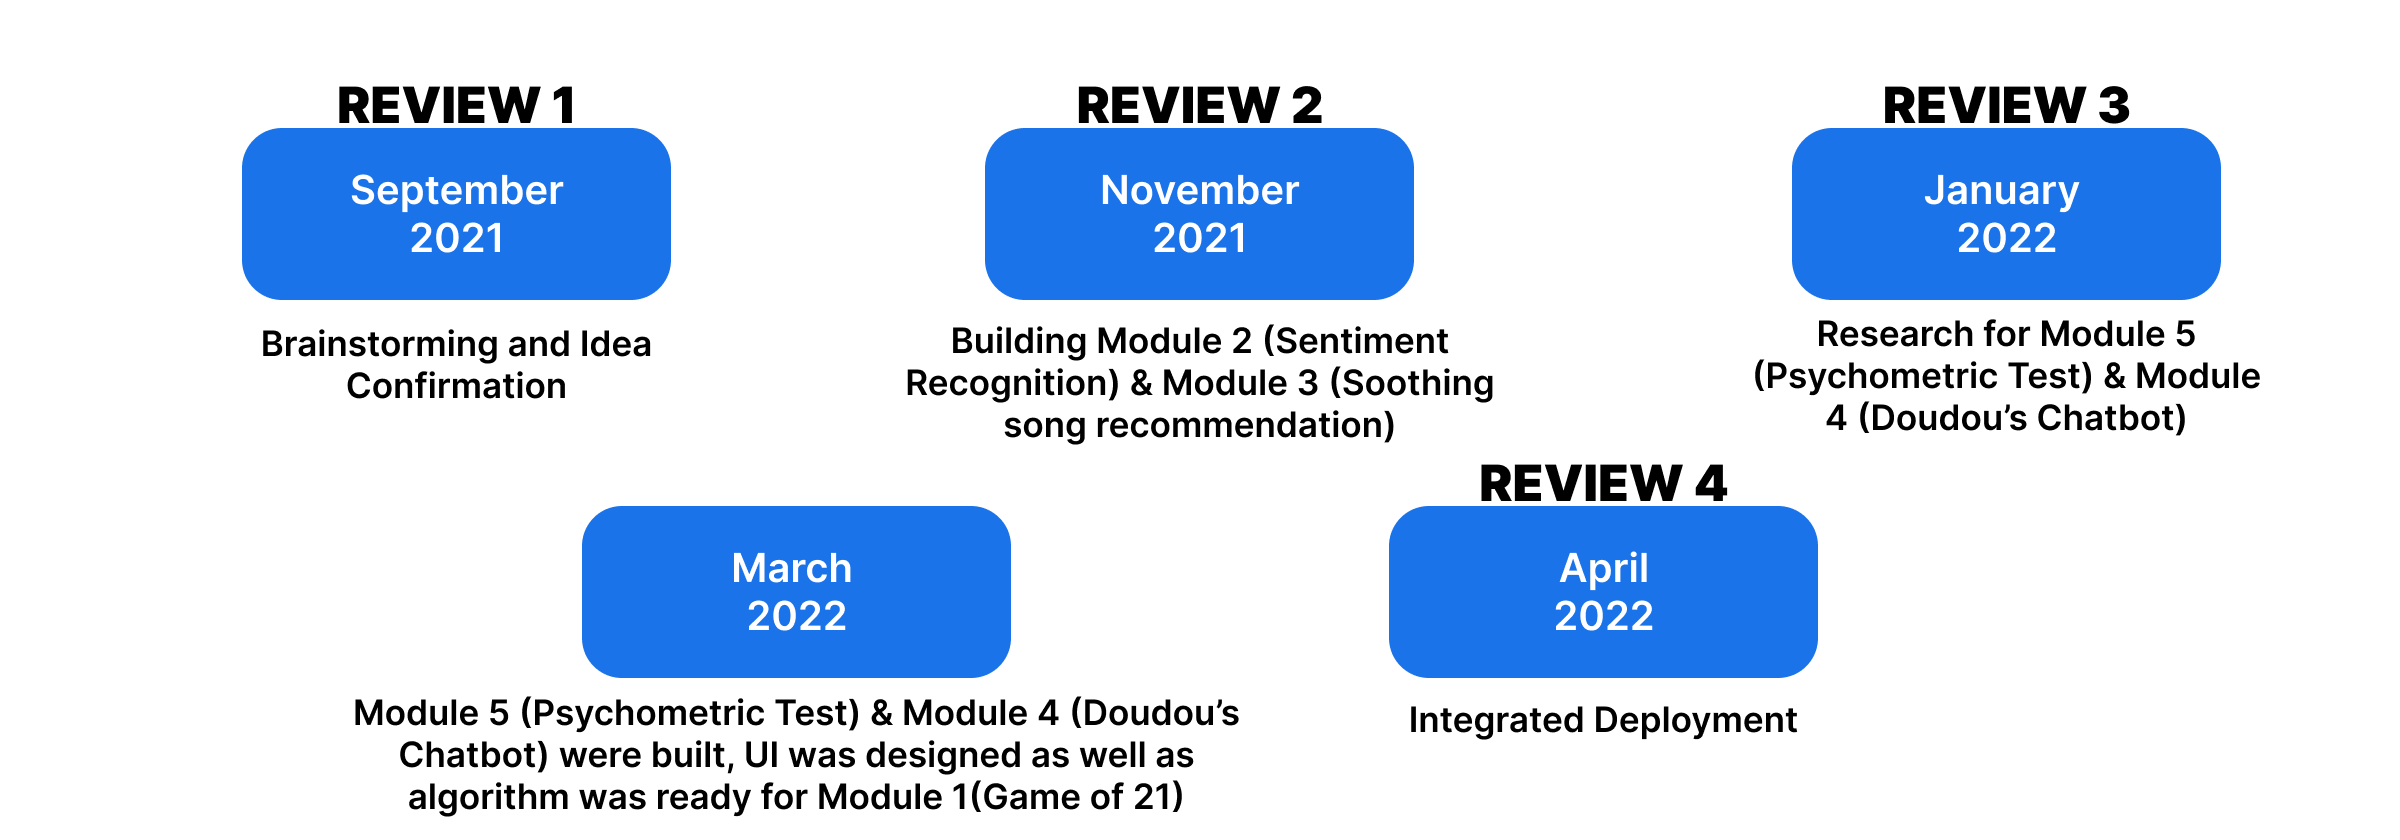 REVIEW 1
September
2021
Brainstorming and Idea
Confirmation
REVIEW 2
November
2021
Building Module 2 (Sentiment
Recognition) & Module 3 (Soothing
song recommendation)
REVIEW 3
January
2022
Research for Module 5
(Psychometric Test) & Module
4 (Doudou’s Chatbot)
March
2022
Module 5 (Psychometric Test) & Module 4 (Doudou’s
Chatbot) were built, UI was designed as well as
algorithm was ready for Module 1(Game of 21)
REVIEW 4
April
2022
Integrated Deployment